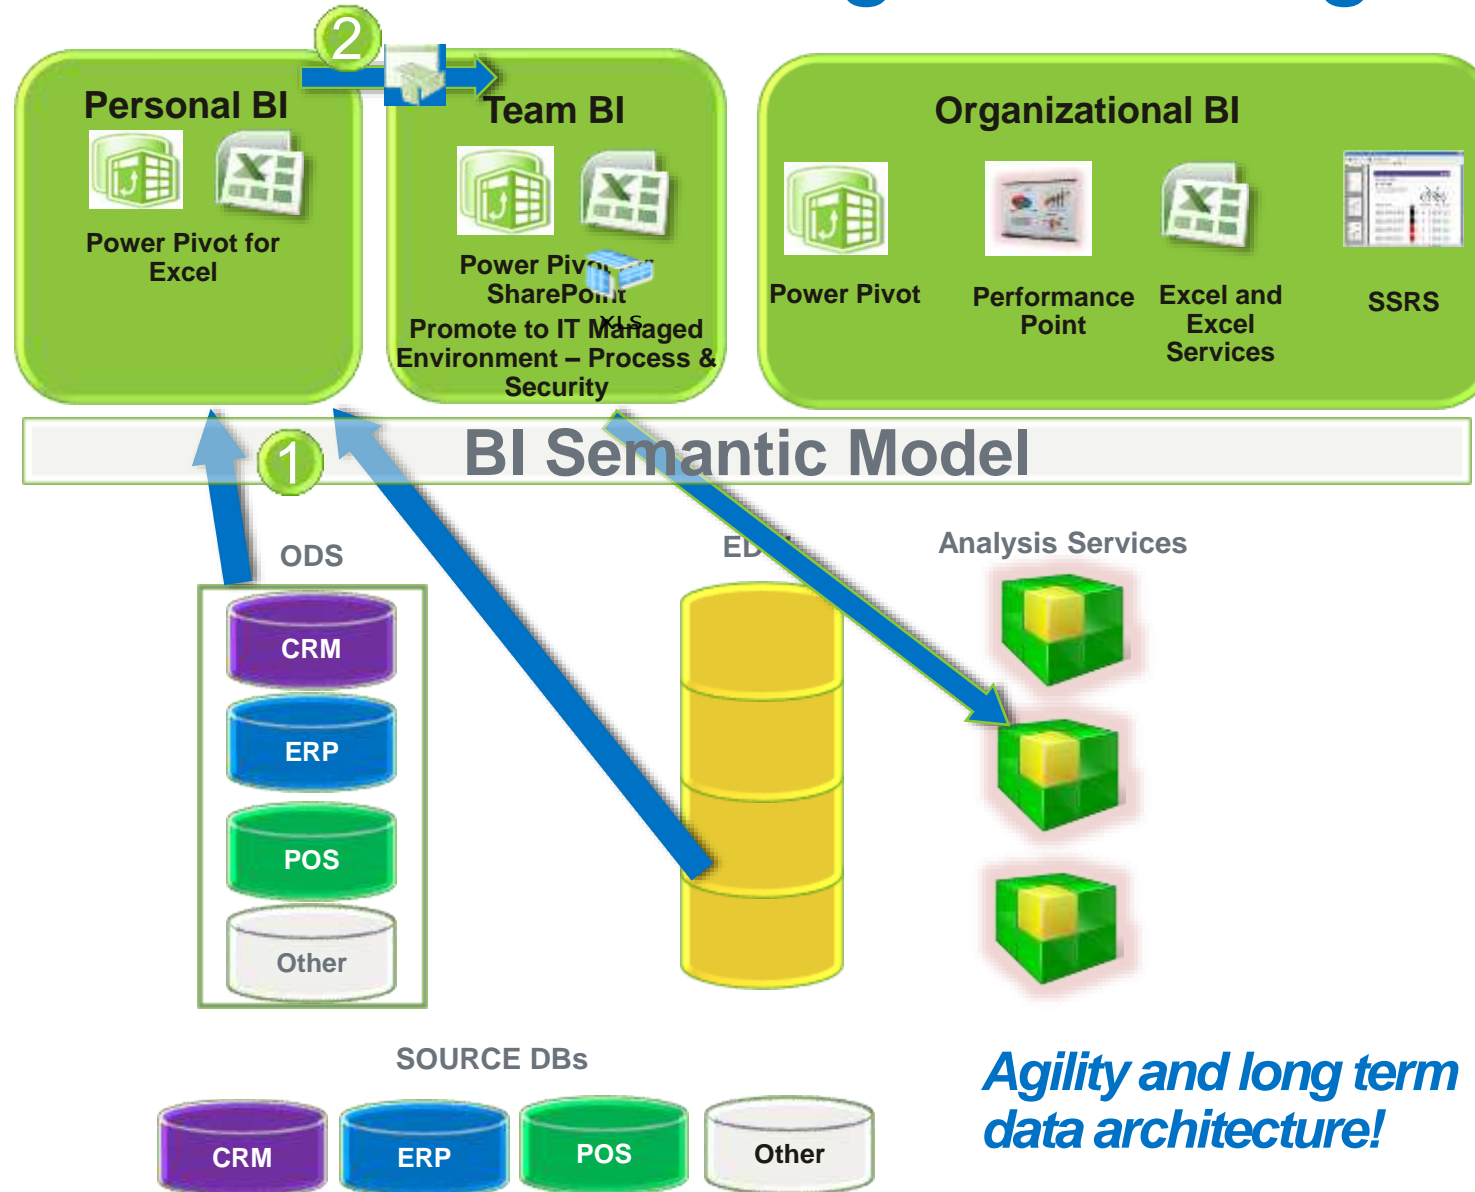 2
Personal BI
Team BI
Organizational BI
Power Pivot for
Excel
Power
SharePoint
XLS
Promote to IT Managed
Environment – Process &
Security
Power Pivot
Performance
Point
Excel and
Excel
Services
SSRS
1
BI Semantic Model
ODS
Analysis Services
CRM
ERP
POS
Other
SOURCE DBs
CRM
ERP
POS
Other
Agility and long term
data architecture!